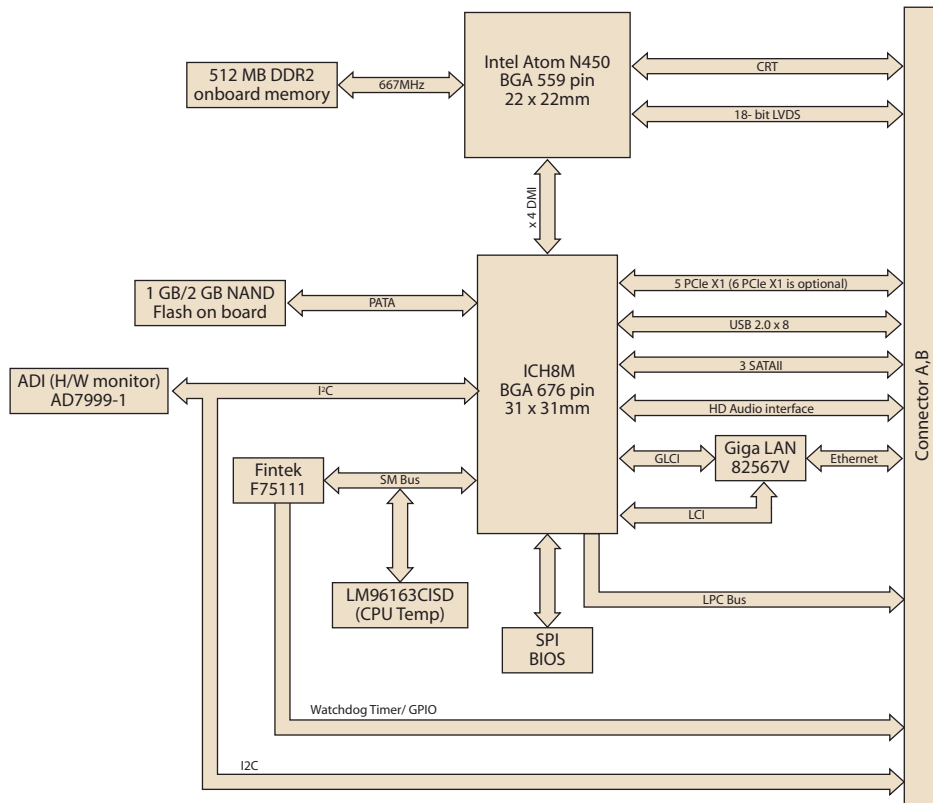 Intel Atom N450
BGA 559 pin
22 x 22mm
512 MB DDR2
onboard memory
667MHz
CRT
18- bit LVDS
x 4 DMI
1 GB/2 GB NAND
Flash on board
PATA
5 PCIe X1 (6 PCIe X1 is optional)
USB 2.0 x 8
3 SATAII
ICH8M
BGA 676 pin
31 x 31mm
ADI (H/W monitor)
AD7999-1
I²C
HD Audio interface
Connector A,B
Giga LAN
82567V
GLCI
Ethernet
Fintek
F75111
SM Bus
LCI
LM96163CISD
(CPU Temp)
LPC Bus
SPI
BIOS
Watchdog Timer/ GPIO
I2C